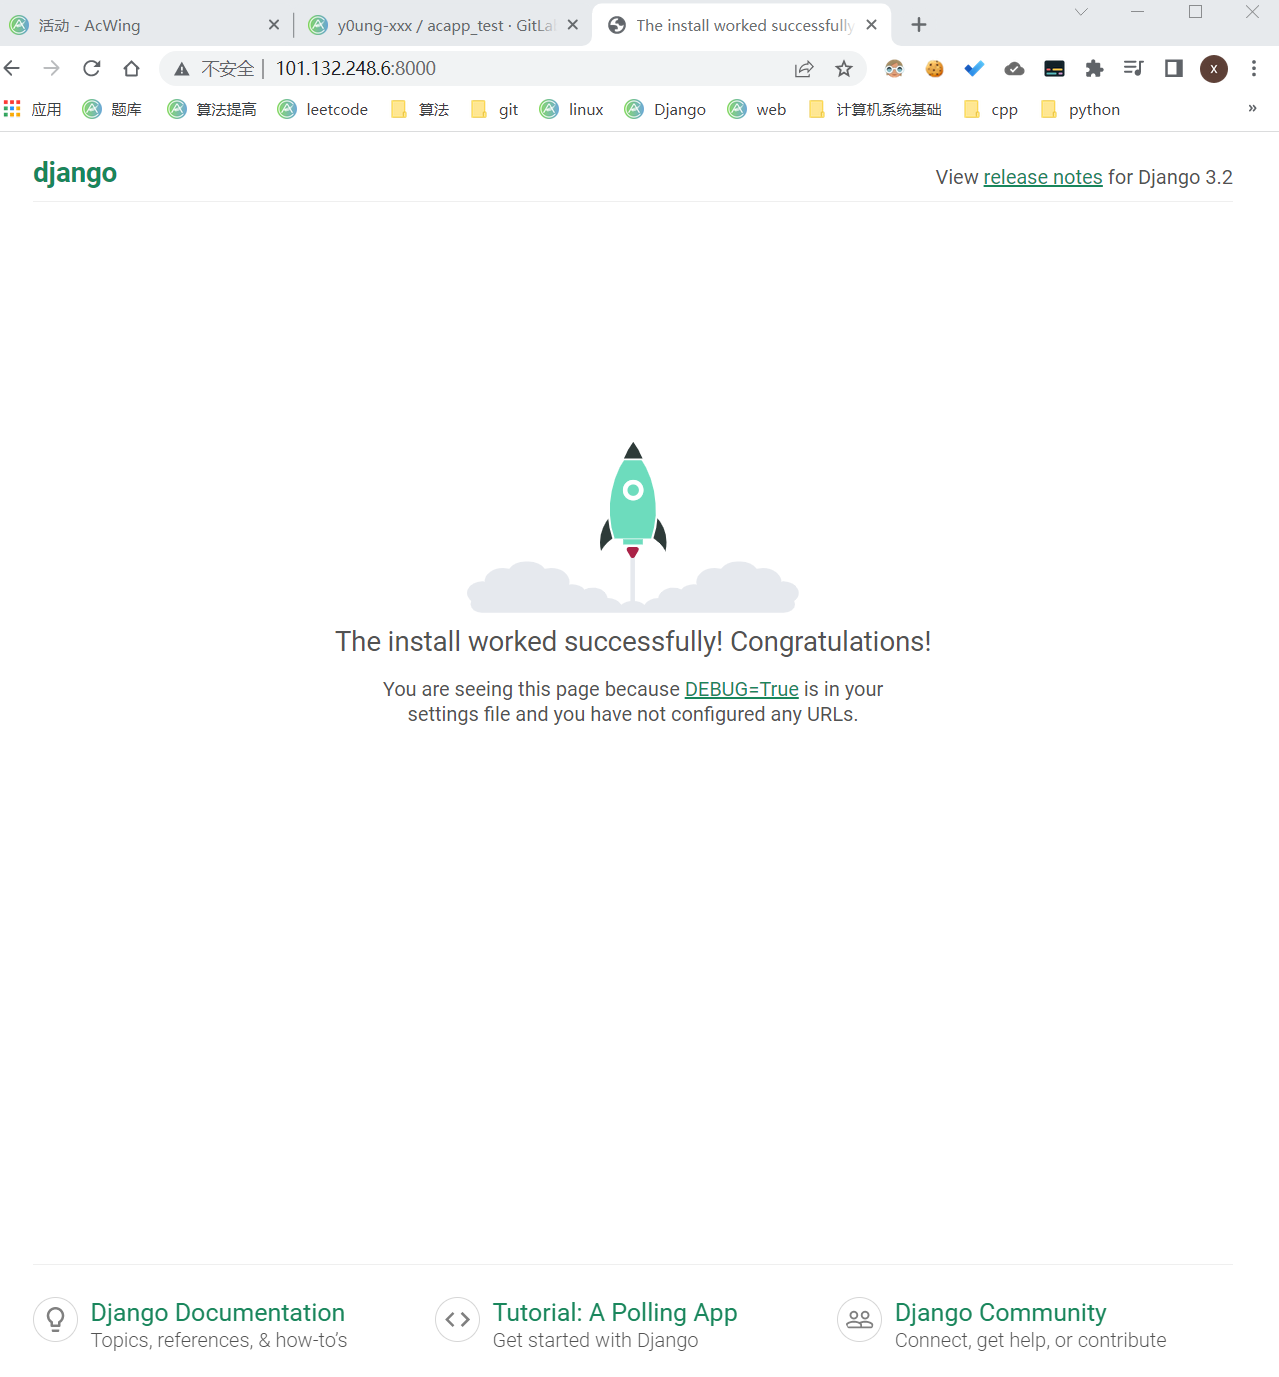 活动 - AcWing
y0ung-xxx / acapp_test · GitLa
The install worked successfully
不安全 | 101.132.248.6:8000
x
应用 题库 算法提高 leetcode 算法 git linux Django web 计算机系统基础 cpp python »
django
View release notes for Django 3.2
The install worked successfully! Congratulations!
You are seeing this page because DEBUG=True is in your
settings file and you have not configured any URLs.
Django Documentation
Topics, references, & how-to’s
Tutorial: A Polling App
Get started with Django
Django Community
Connect, get help, or contribute